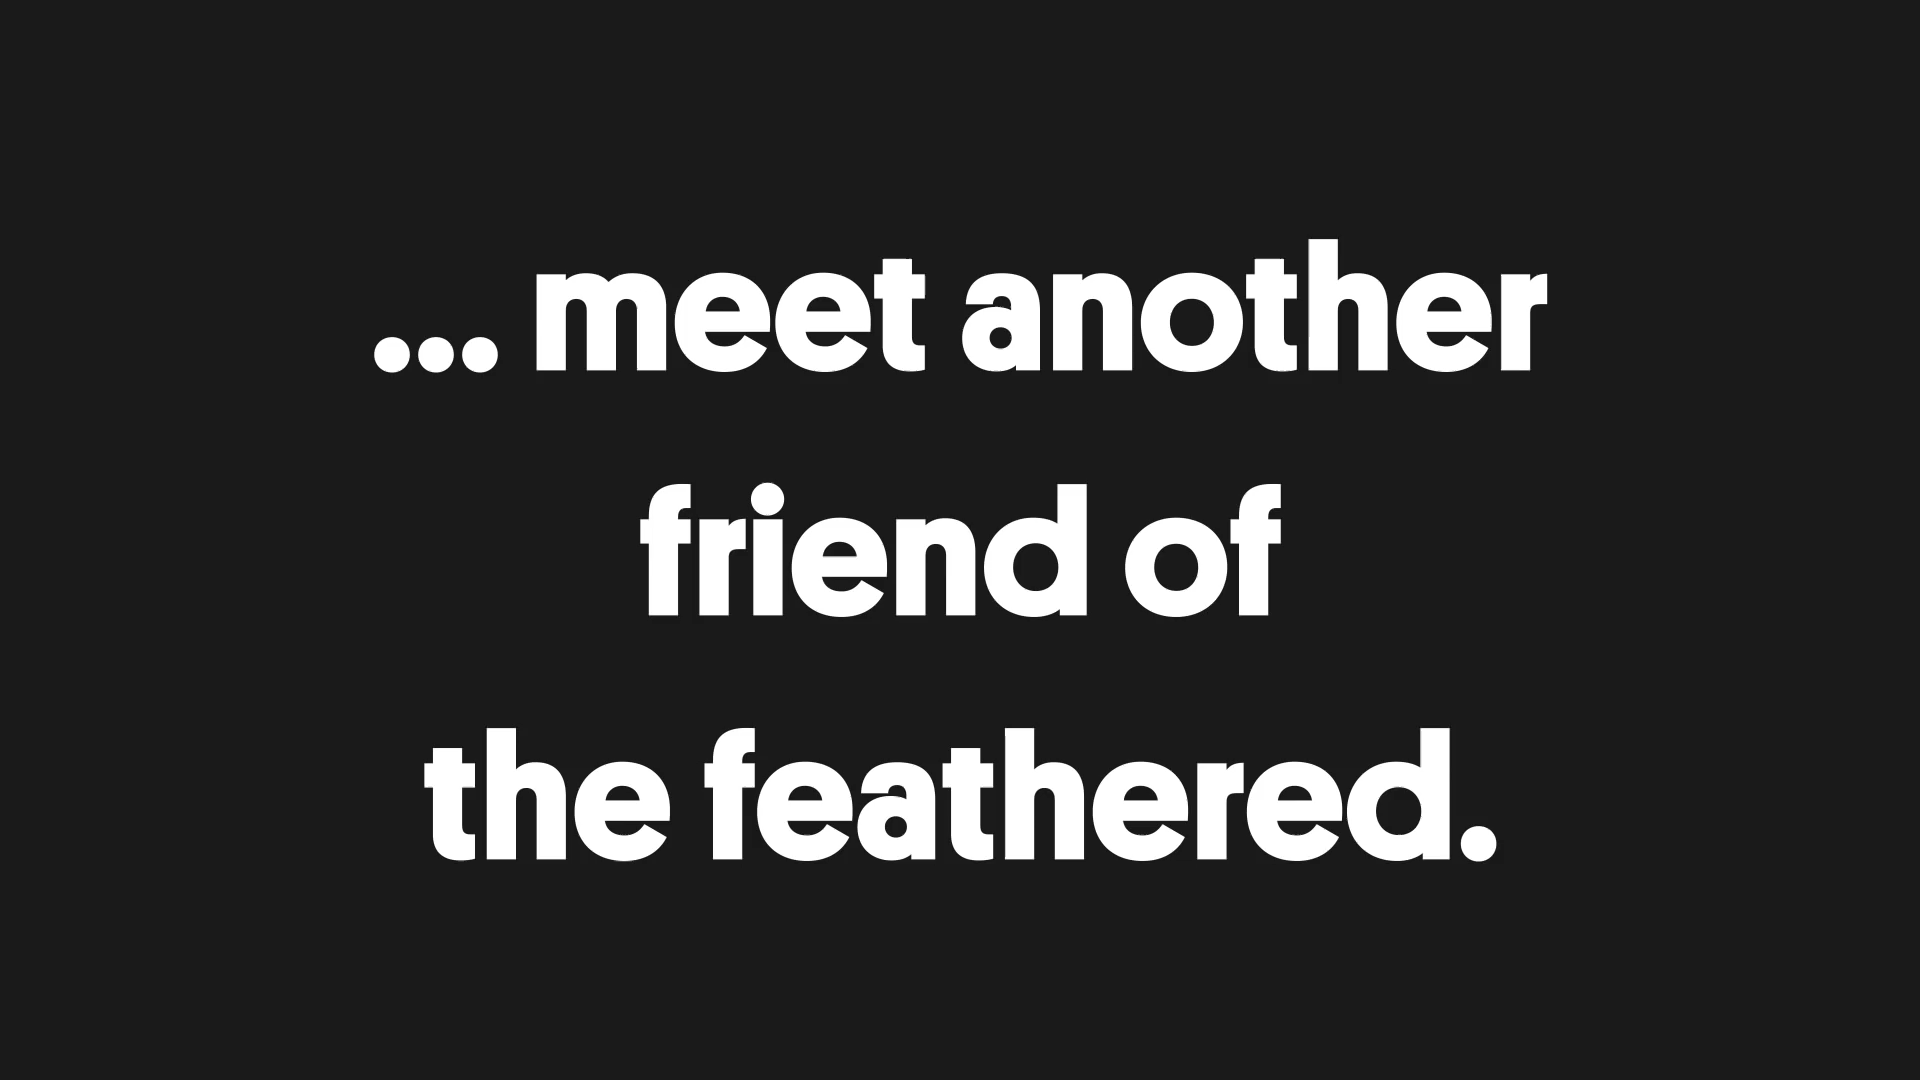 ... meet another
friend of
the feathered.